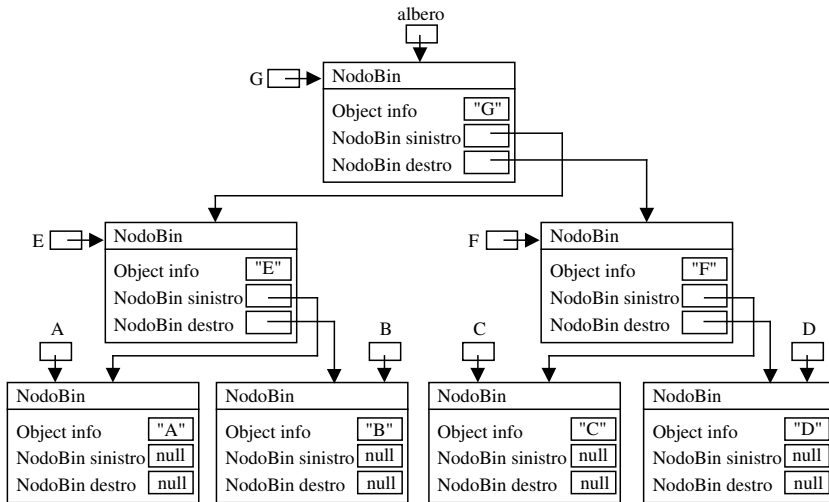 albero
G
NodoBin
Object info "G"
NodoBin sinistro
NodoBin destro
E
NodoBin
Object info "E"
NodoBin sinistro
NodoBin destro
F
NodoBin
Object info "F"
NodoBin sinistro
NodoBin destro
A
B
C
D
NodoBin
Object info "A"
NodoBin sinistro null
NodoBin destro null
NodoBin
Object info "B"
NodoBin sinistro null
NodoBin destro null
NodoBin
Object info "C"
NodoBin sinistro null
NodoBin destro null
NodoBin
Object info "D"
NodoBin sinistro null
NodoBin destro null